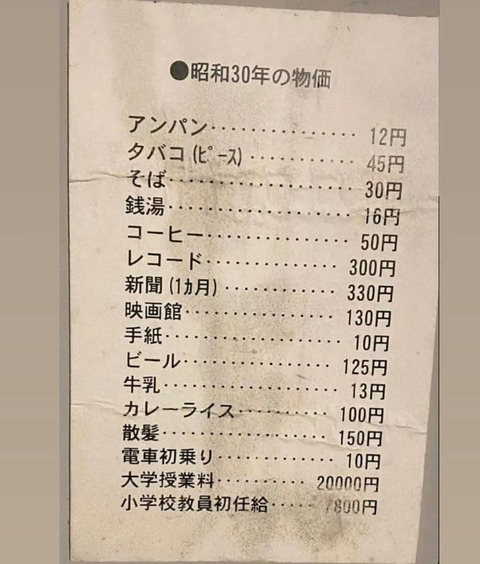 ●昭和30年の物価
アンパン・・・・・・・・・・・・・・・12円
タバコ(ﾋﾟｰｽ)・・・・・・・・・・・45円
そば・・・・・・・・・・・・・・・・・・・30円
銭湯・・・・・・・・・・・・・・・・・・・16円
コーヒー・・・・・・・・・・・・・・・50円
レコード・・・・・・・・・・・・・・300円
新聞(1ｶ月)・・・・・・・・・・・・330円
映画館・・・・・・・・・・・・・・・・130円
手紙・・・・・・・・・・・・・・・・・・・10円
ビール・・・・・・・・・・・・・・・・125円
牛乳・・・・・・・・・・・・・・・・・・・13円
カレーライス・・・・・・・・・・100円
散髪・・・・・・・・・・・・・・・・・・150円
電車初乗り・・・・・・・・・・・・・10円
大学授業料・・・・・・・・・・20000円
小学校教員初任給・・・・・7800円